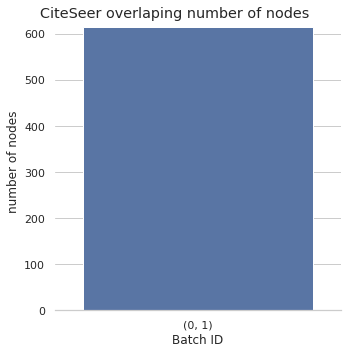 CiteSeer overlaping number of nodes
600
500
400
300
200
100
0
number of nodes
(0, 1)
Batch ID